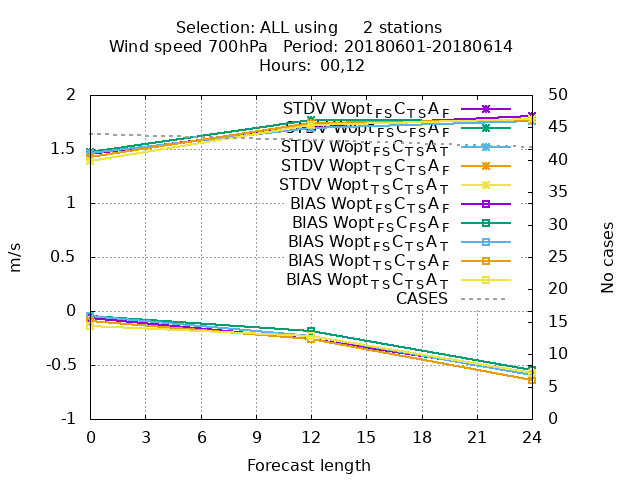 Selection: ALL using 2 stations
Wind speed 700hPa Period: 20180601-20180614
Hours: 00,12
STDV WoptFSCTSAF
STDV WoptFSCFSAF
STDV WoptFSCTSAT
STDV WoptTSCTSAF
STDV WoptTSCTSAT
BIAS WoptFSCTSAF
BIAS WoptFSCFSAF
BIAS WoptFSCTSAT
BIAS WoptTSCTSAF
BIAS WoptTSCTSAT
CASES
m/s
2
1.5
1
0.5
0
-0.5
-1
50
45
40
35
30
25
20
15
10
5
0
No cases
0 3 6 9 12 15 18 21 24
Forecast length